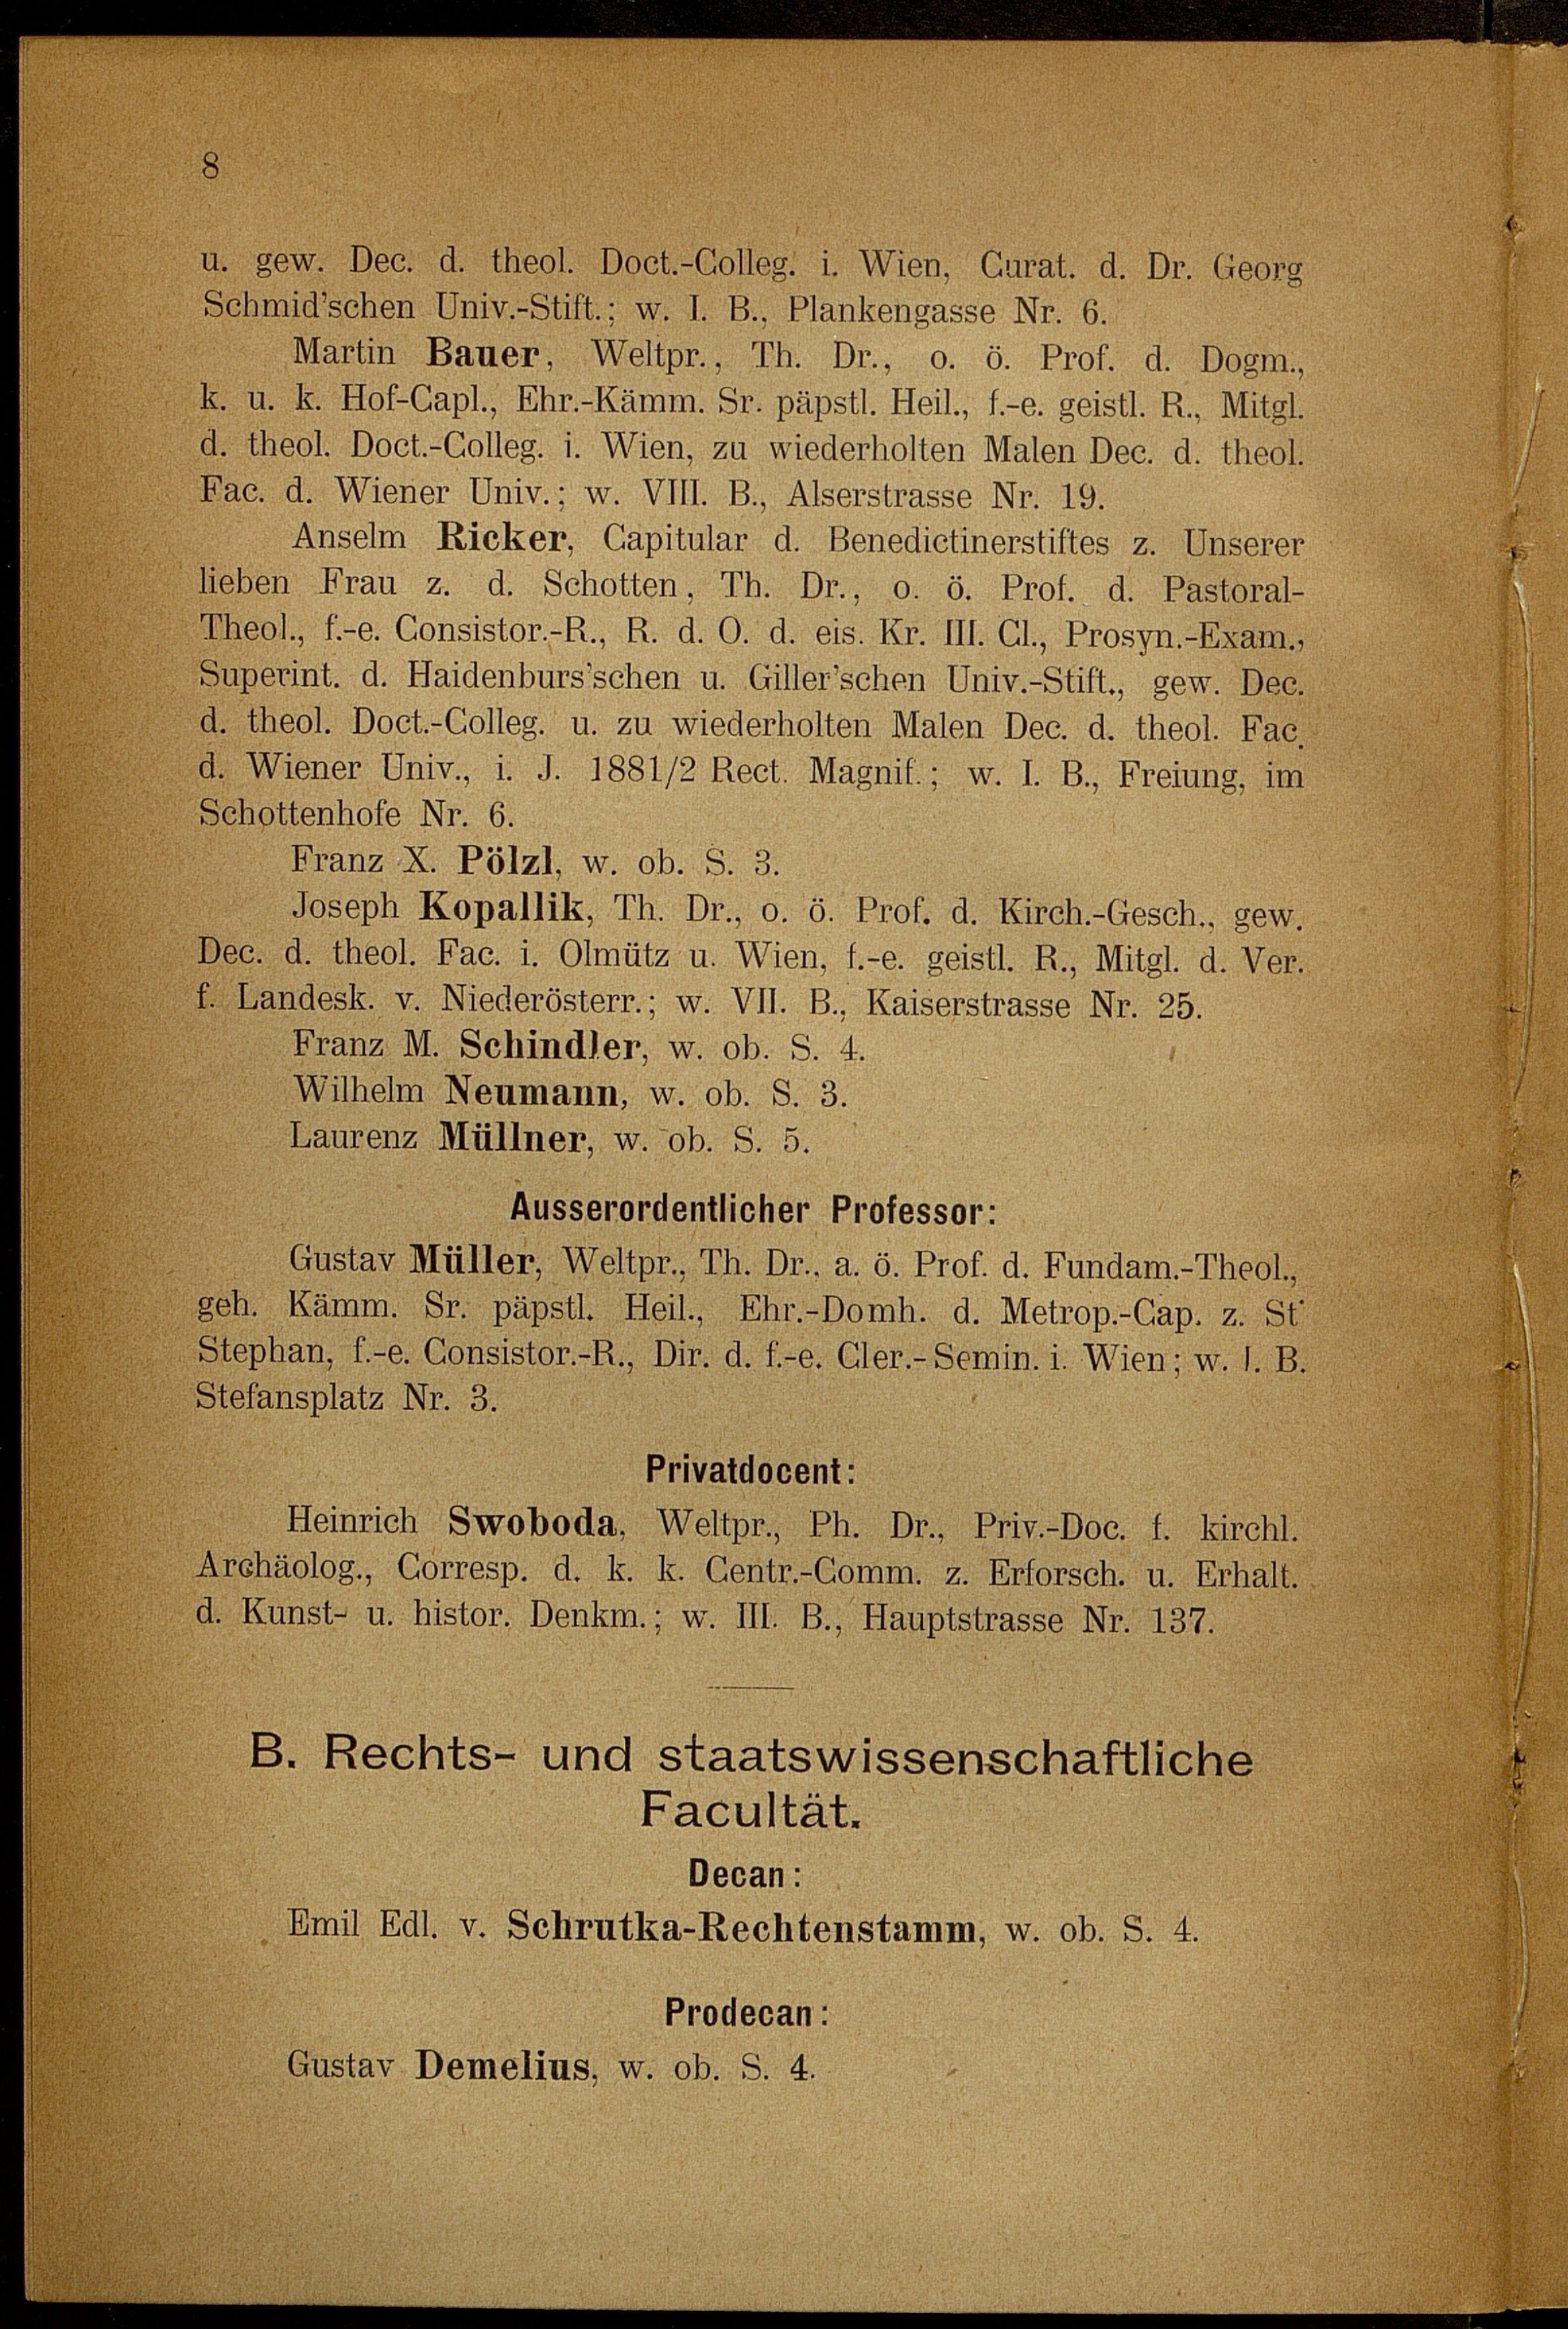 8
u. gew. Dec. d. theol. Doct.-Colleg. i. Wien, Curat. d. Dr. Georg
Schmid'schen Univ.-Stift.; w. I. B., Plankengasse Nr. 6.
Martin Bauer, Weltpr., Th. Dr., o. ö. Prof. d. Dogm.,
k. u. k. Hof-Capl., Ehr.-Kämm. Sr. päpstl. Heil., f.-e. geistl. R., Mitgl.
d. theol. Doct.-Colleg. i. Wien, zu wiederholten Malen Dec. d. theol.
Fac. d. Wiener Univ.; w. VIII. B., Alserstrasse Nr. 19.
Anselm Ricker, Capitular d. Benedictinerstiftes z. Unserer
lieben Frau z. d. Schotten, Th. Dr., o. ö. Prof. d. Pastoral-
Theol., f.-e. Consistor.-R., R. d. O. d. eis. Kr. III. Cl., Prosyn.-Exam.,
Superint. d. Haidenburs'schen u. Giller'schen Univ.-Stift., gew. Dec.
d. theol. Doct.-Colleg. u. zu wiederholten Malen Dec. d. theol. Fac.
d. Wiener Univ., i. J. 1881/2 Rect. Magnif.; w. I. B., Freiung, im
Schottenhofe Nr. 6.
Franz X. Pölzl, w. ob. S. 3.
Joseph Kopallik, Th. Dr., o. ö. Prof. d. Kirch.-Gesch., gew.
Dec. d. theol. Fac. i. Olmütz u. Wien, f.-e. geistl. R., Mitgl. d. Ver.
f. Landesk. v. Niederösterr.; w. VII. B., Kaiserstrasse Nr. 25.
Franz M. Schindler, w. ob. S. 4.
Wilhelm Neumann, w. ob. S. 3.
Laurenz Müllner, w. ob. S. 5.
Ausserordentlicher Professor:
Gustav Müller, Weltpr., Th. Dr., a. ö. Prof. d. Fundam.-Theol.,
geh. Kämm. Sr. päpstl. Heil., Ehr.-Domh. d. Metrop.-Cap. z. St.
Stephan, f.-e. Consistor.-R., Dir. d. f.-e. Cler.-Semin. i. Wien; w. I. B.
Stefansplatz Nr. 3.
Privatdocent:
Heinrich Swoboda, Weltpr., Ph. Dr., Priv.-Doc. f. kirchl.
Archäolog., Corresp. d. k. k. Centr.-Comm. z. Erforsch. u. Erhalt.
d. Kunst- u. histor. Denkm.; w. III. B., Hauptstrasse Nr. 137.
B. Rechts- und staatswissenschaftliche
Facultät.
Decan:
Emil Edl. v. Schrutka-Rechtenstamm, w. ob. S. 4.
Prodecan:
Gustav Demelius, w. ob. S. 4.